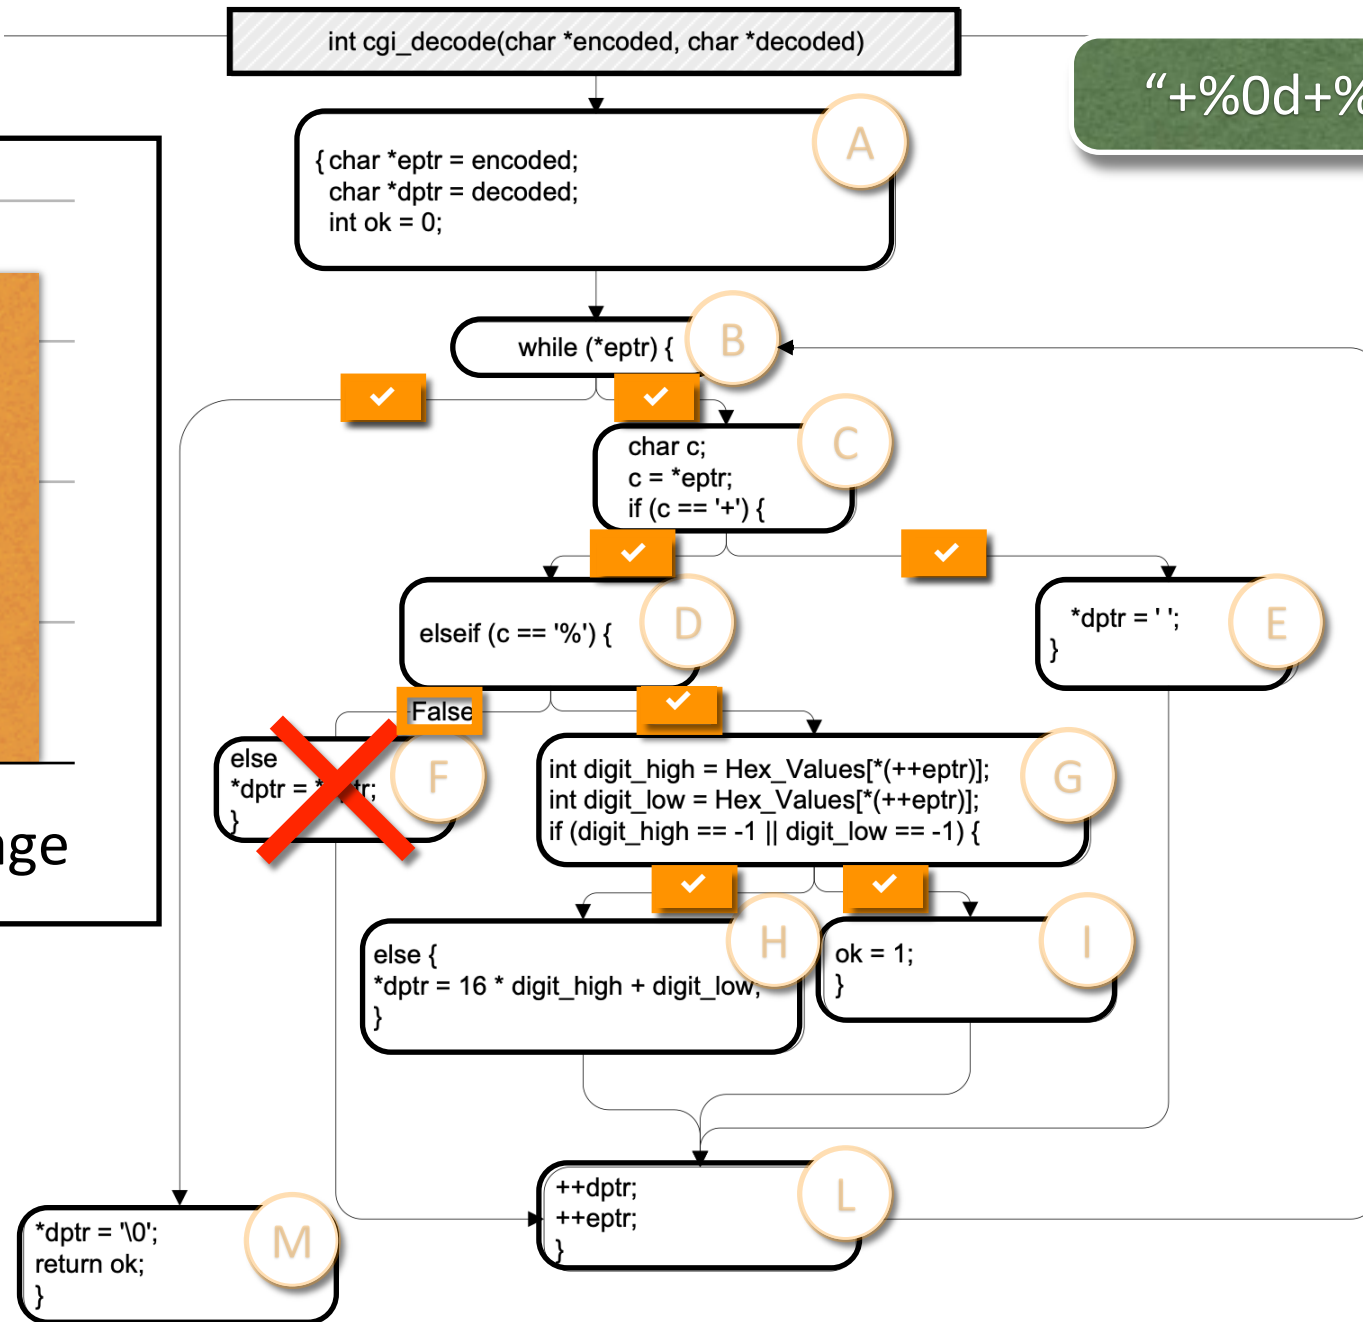 int cgi_decode(char *encoded, char *decoded)
“+%0d+%
A
{ char *eptr = encoded;
char *dptr = decoded;
int ok = 0;
while (*eptr) {
B
C
char c;
c = *eptr;
if (c == '+') {
D
elseif (c == '%') {
E
*dptr = ' ';
}
False
else
*dptr =
}
F
int digit_high = Hex_Values[*(++eptr)];
int digit_low = Hex_Values[*(++eptr)];
if (digit_high == -1 || digit_low == -1) {
G
else {
*dptr = 16 * digit_high + digit_low;
}
H
ok = 1;
}
I
++dptr;
++eptr;
}
L
*dptr = '\0';
return ok;
}
M